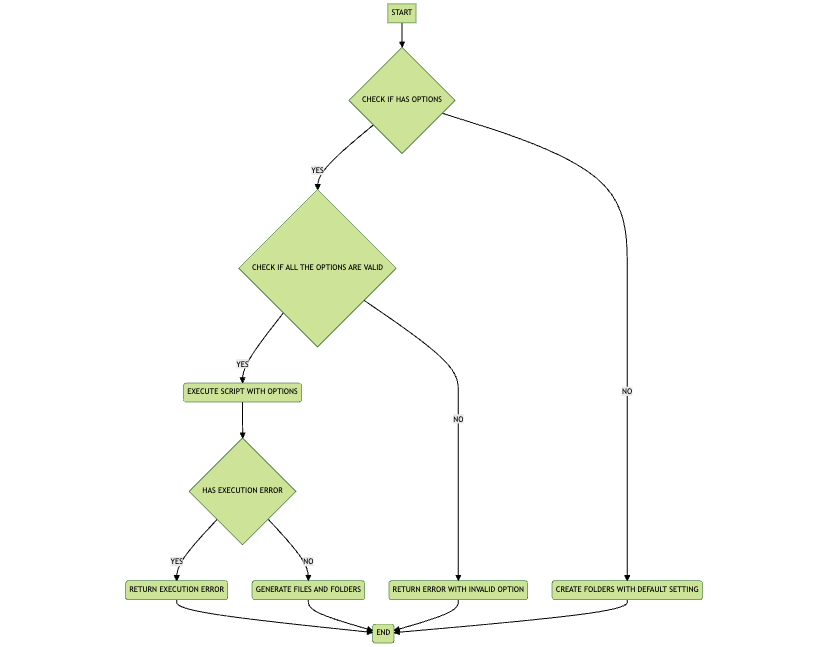 START
CHECK IF HAS OPTIONS
YES
CHECK IF ALL THE OPTIONS ARE VALID
YES
EXECUTE SCRIPT WITH OPTIONS
NO
NO
HAS EXECUTION ERROR
YES
NO
RETURN EXECUTION ERROR
GENERATE FILES AND FOLDERS
RETURN ERROR WITH INVALID OPTION
CREATE FOLDERS WITH DEFAULT SETTING
END